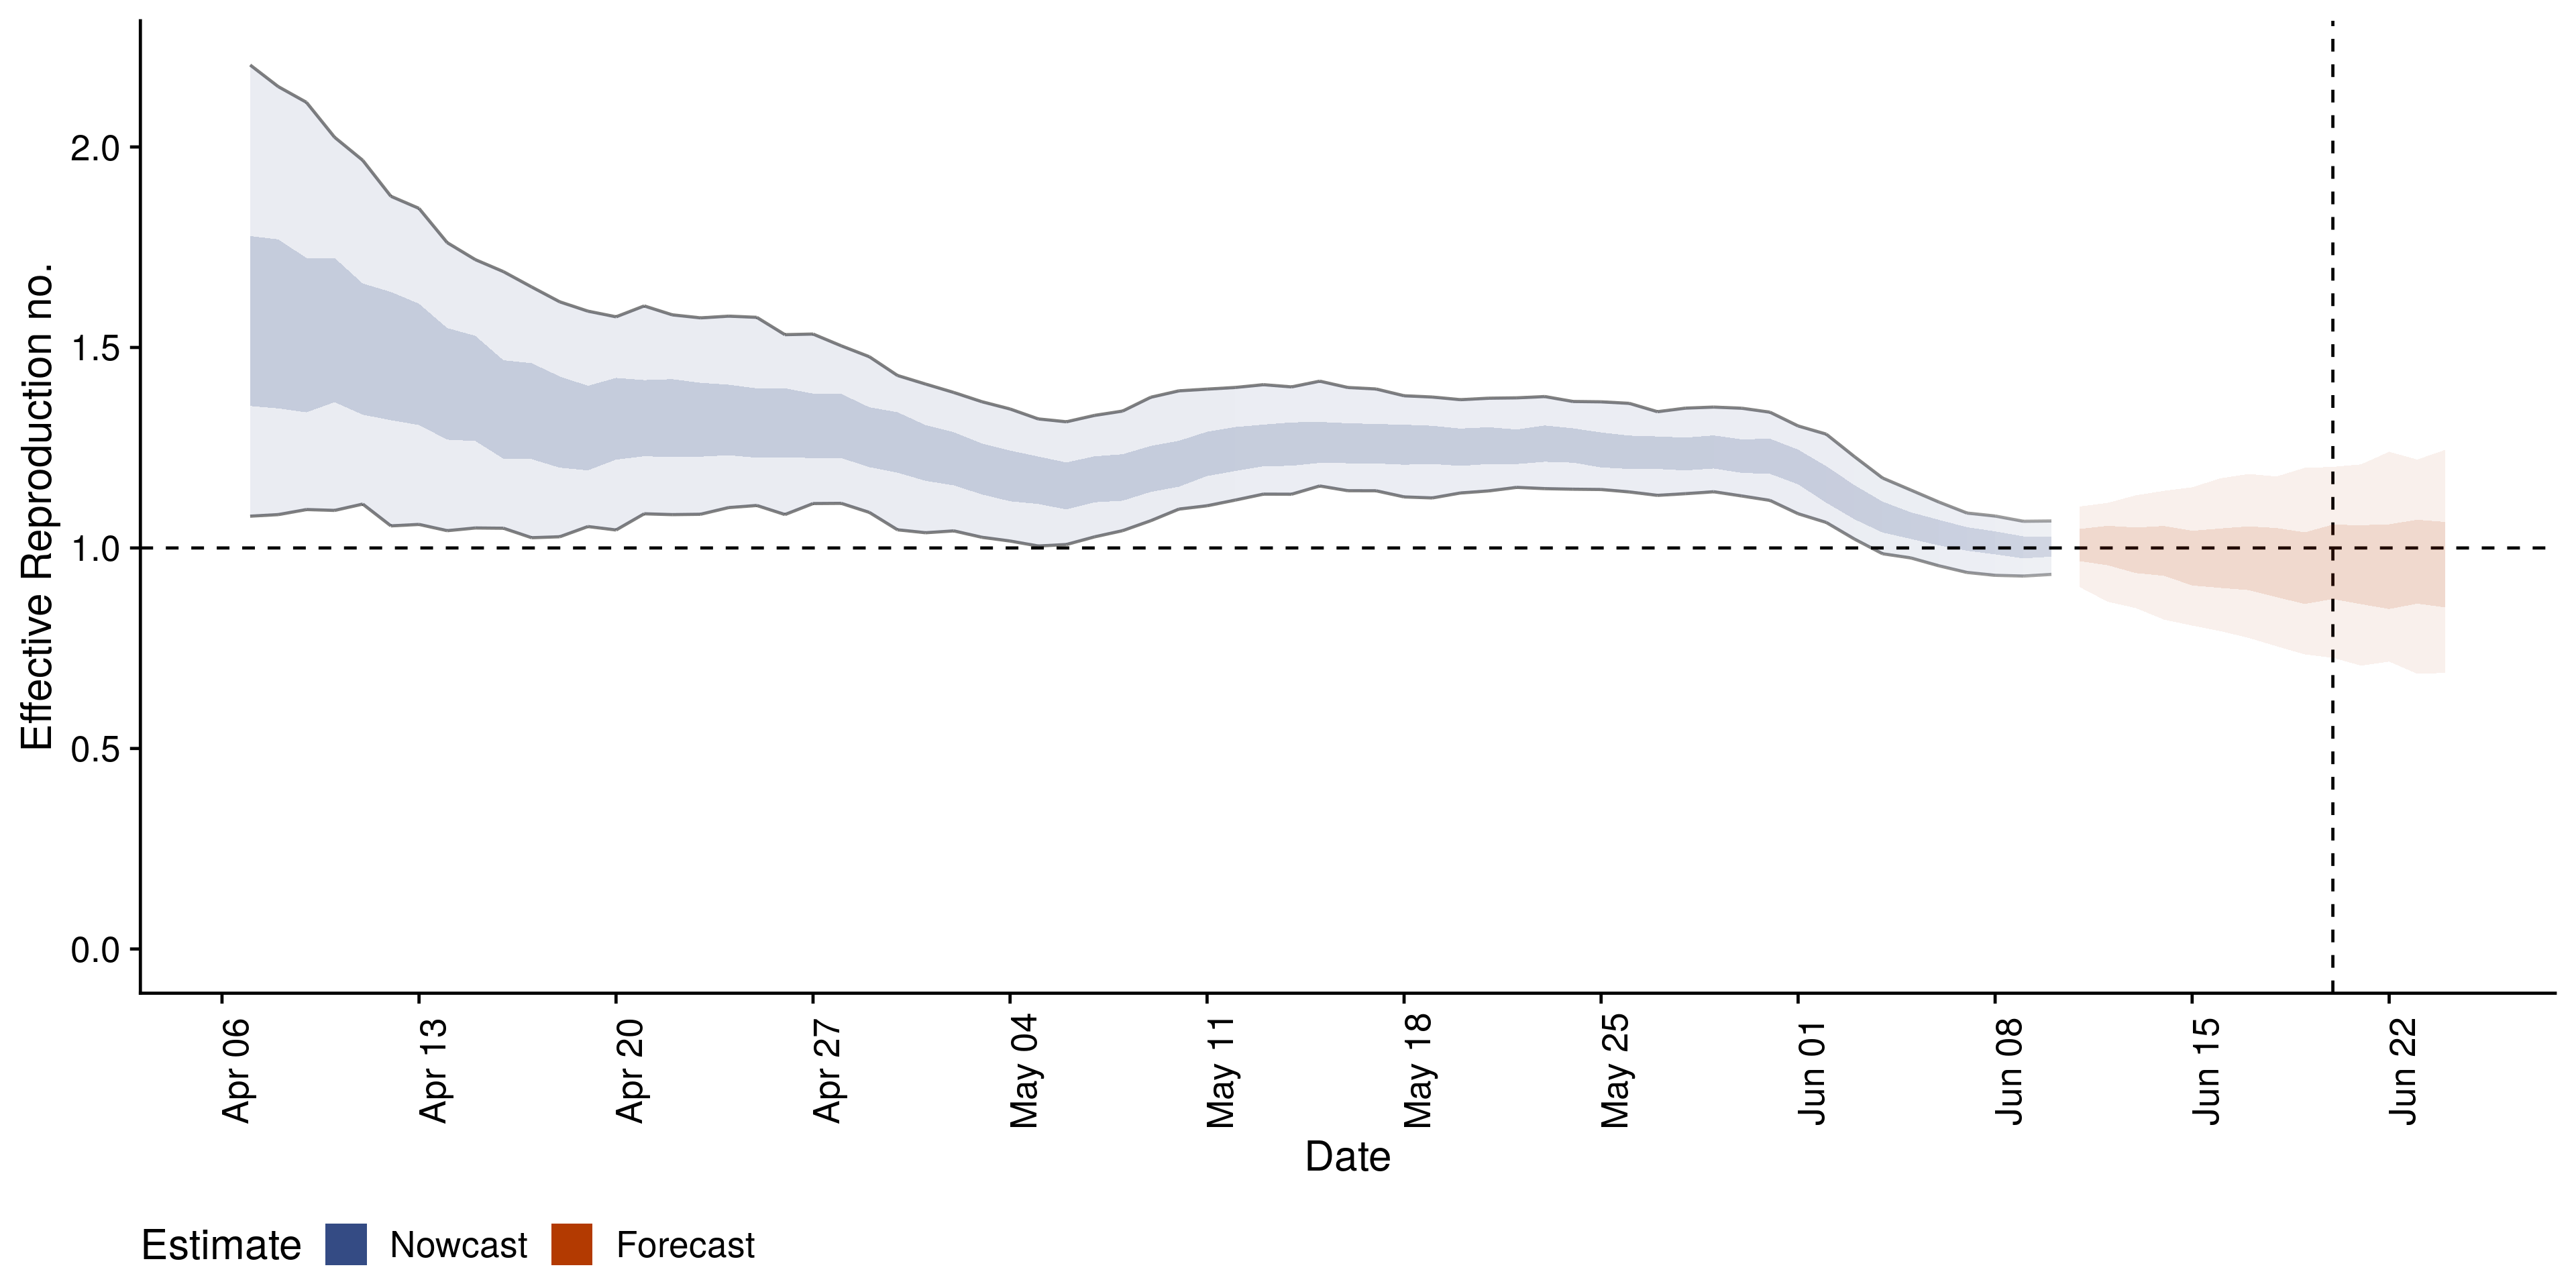 Effective Reproduction no.
2.0
1.5
1.0
0.5
0.0
Apr 06
Apr 13
Apr 20
Apr 27
May 04
May 11
May 18
May 25
Jun 01
Jun 08
Jun 15
Jun 22
Date
Estimate Nowcast Forecast